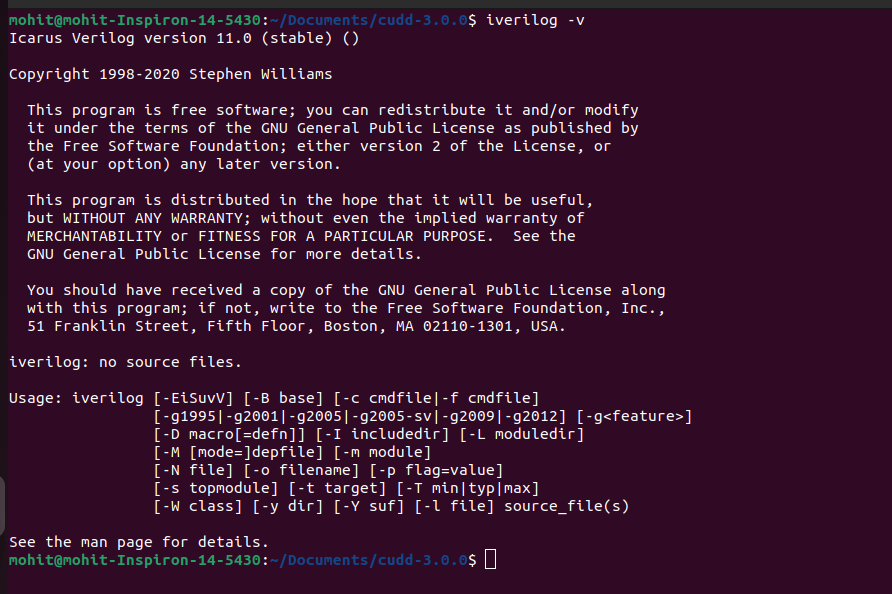 mohit@mohit-Inspiron-14-5430:~/Documents/cudd-3.0.0$ iverilog -v
Icarus Verilog version 11.0 (stable) ()
Copyright 1998-2020 Stephen Williams
This program is free software; you can redistribute it and/or modify
it under the terms of the GNU General Public License as published by
the Free Software Foundation; either version 2 of the License, or
(at your option) any later version.
This program is distributed in the hope that it will be useful,
but WITHOUT ANY WARRANTY; without even the implied warranty of
MERCHANTABILITY or FITNESS FOR A PARTICULAR PURPOSE.  See the
GNU General Public License for more details.
You should have received a copy of the GNU General Public License along
with this program; if not, write to the Free Software Foundation, Inc.,
51 Franklin Street, Fifth Floor, Boston, MA 02110-1301, USA.
iverilog: no source files.
Usage: iverilog [-EiSuvV] [-B base] [-c cmdfile|-f cmdfile]
[-g1995|-g2001|-g2005|-g2005-sv|-g2009|-g2012] [-g<feature>]
[-D macro[=defn]] [-I includedir] [-L moduledir]
[-M [mode=]depfile] [-m module]
[-N file] [-o filename] [-p flag=value]
[-s topmodule] [-t target] [-T min|typ|max]
[-W class] [-y dir] [-Y suf] [-l file] source_file(s)
See the man page for details.
mohit@mohit-Inspiron-14-5430:~/Documents/cudd-3.0.0$